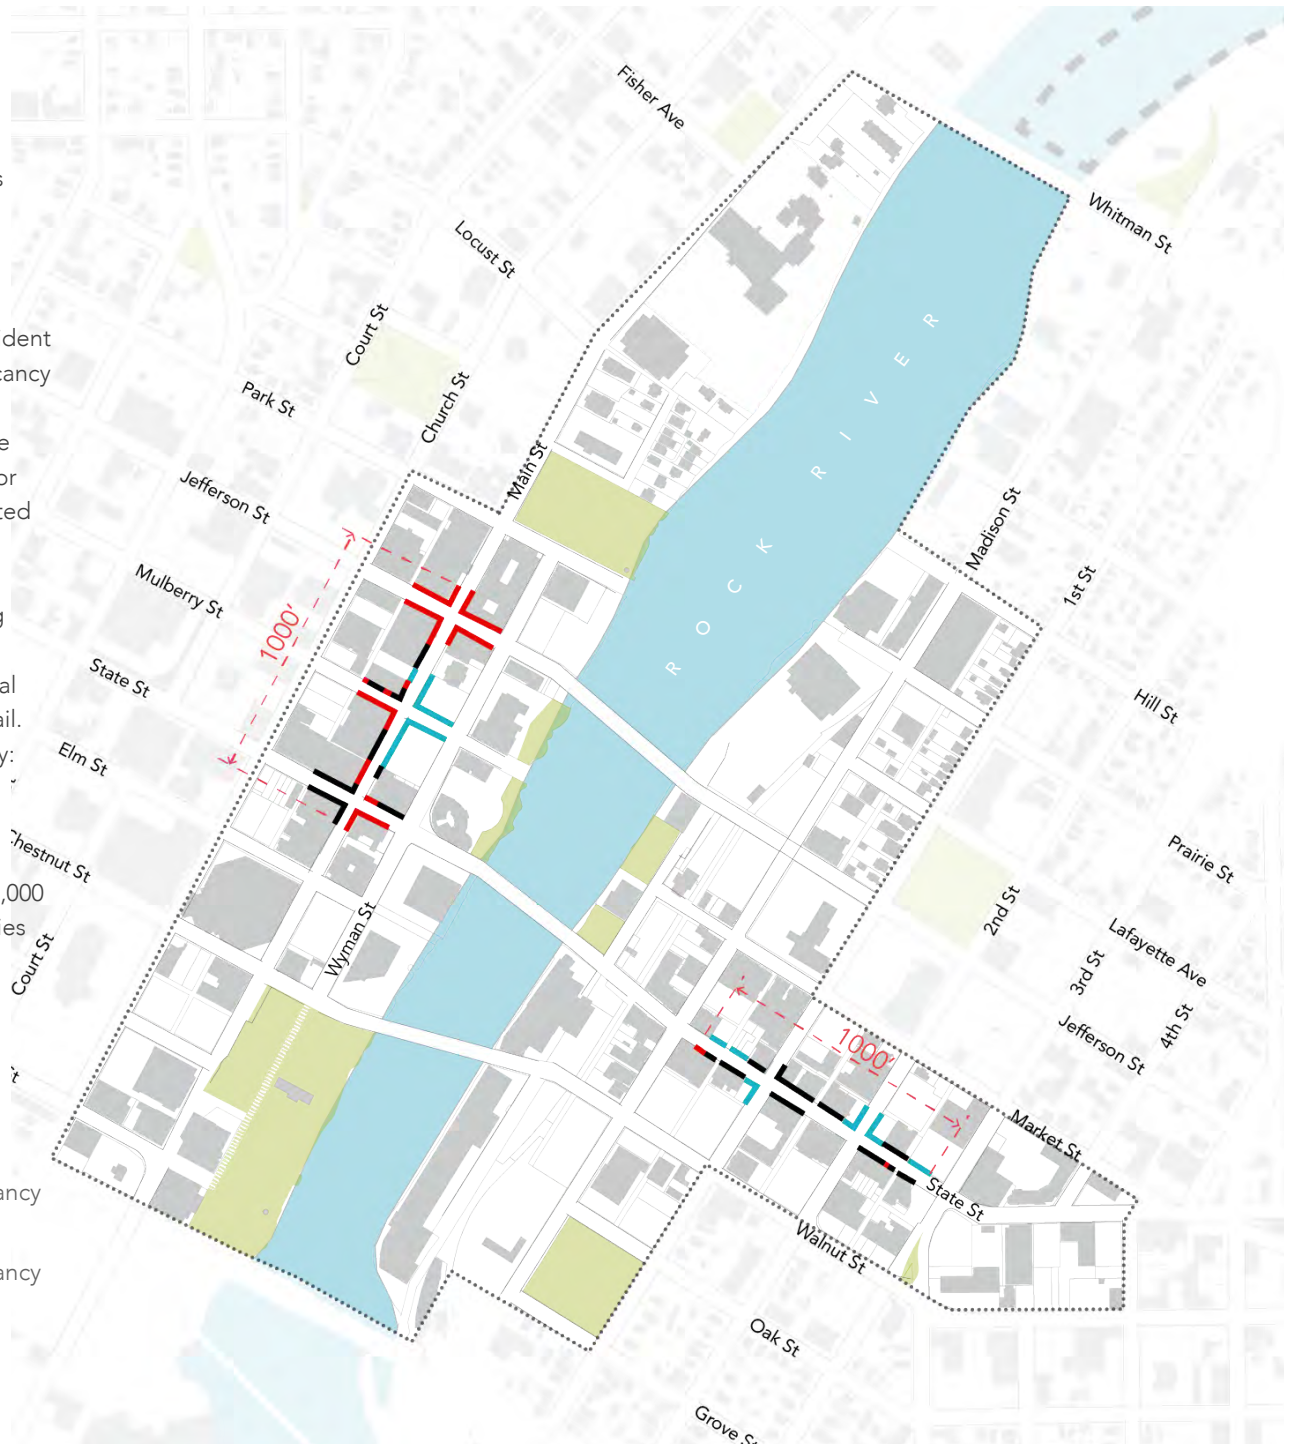 s
dent
cancy
e
or
ted
g
al
ail.
y:
,000
ies
ancy
ancy
Fisher Ave
Whitman St
Locust St
Court St
Park St
Church St
Main St
Jefferson St
Mulberry St
1000'
State St
Elm St
Chestnut St
Court St
Wyman St
ROCK RIVER
Madison St
1st St
Hill St
Prairie St
2nd St
Lafayette Ave
3rd St
4th St
Jefferson St
1000'
Market St
State St
Walnut St
Oak St
Grove St